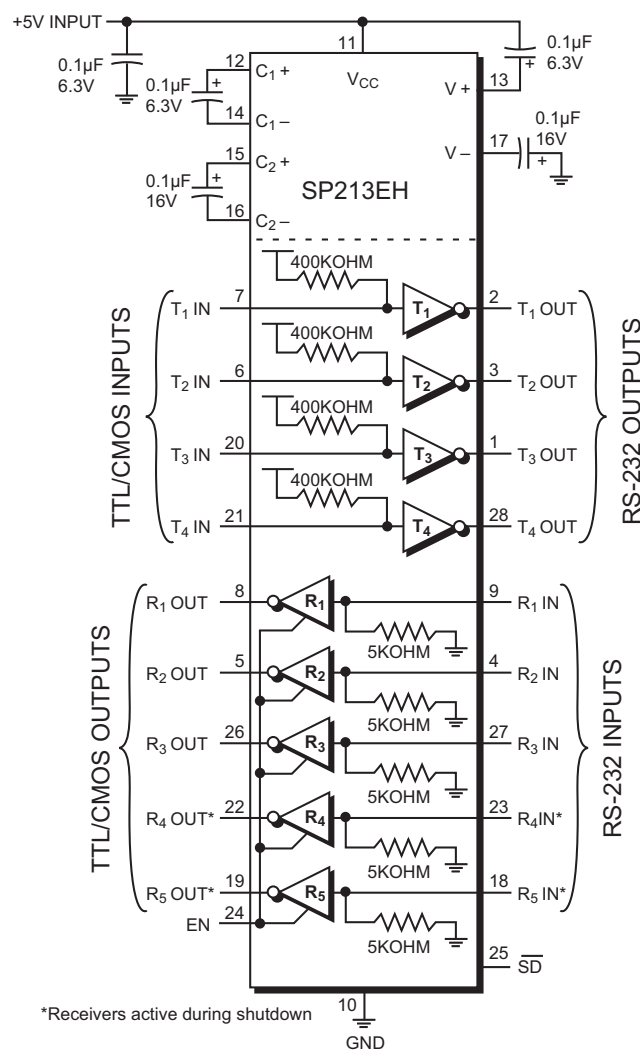 +5V INPUT
11
0.1µF
6.3V
12
C1 +
VCC
0.1µF
6.3V
V +
13
0.1µF
6.3V
14
C1 –
15
C2 +
V –
17
0.1µF
16V
0.1µF
16V
SP213EH
16
C2 –
400KOHM
T1 IN
7
T1
2
T1 OUT
400KOHM
T2 IN
6
T2
3
T2 OUT
400KOHM
T3 IN
20
T3
1
T3 OUT
400KOHM
T4 IN
21
T4
28
T4 OUT
TTL/CMOS INPUTS
RS-232 OUTPUTS
R1 OUT
8
R1
9
R1 IN
5KOHM
R2 OUT
5
R2
4
R2 IN
5KOHM
R3 OUT
26
R3
27
R3 IN
5KOHM
R4 OUT*
22
R4
23
R4IN*
5KOHM
R5 OUT*
19
R5
18
R5 IN*
5KOHM
EN
24
TTL/CMOS OUTPUTS
RS-232 INPUTS
25
SD
10
*Receivers active during shutdown
GND